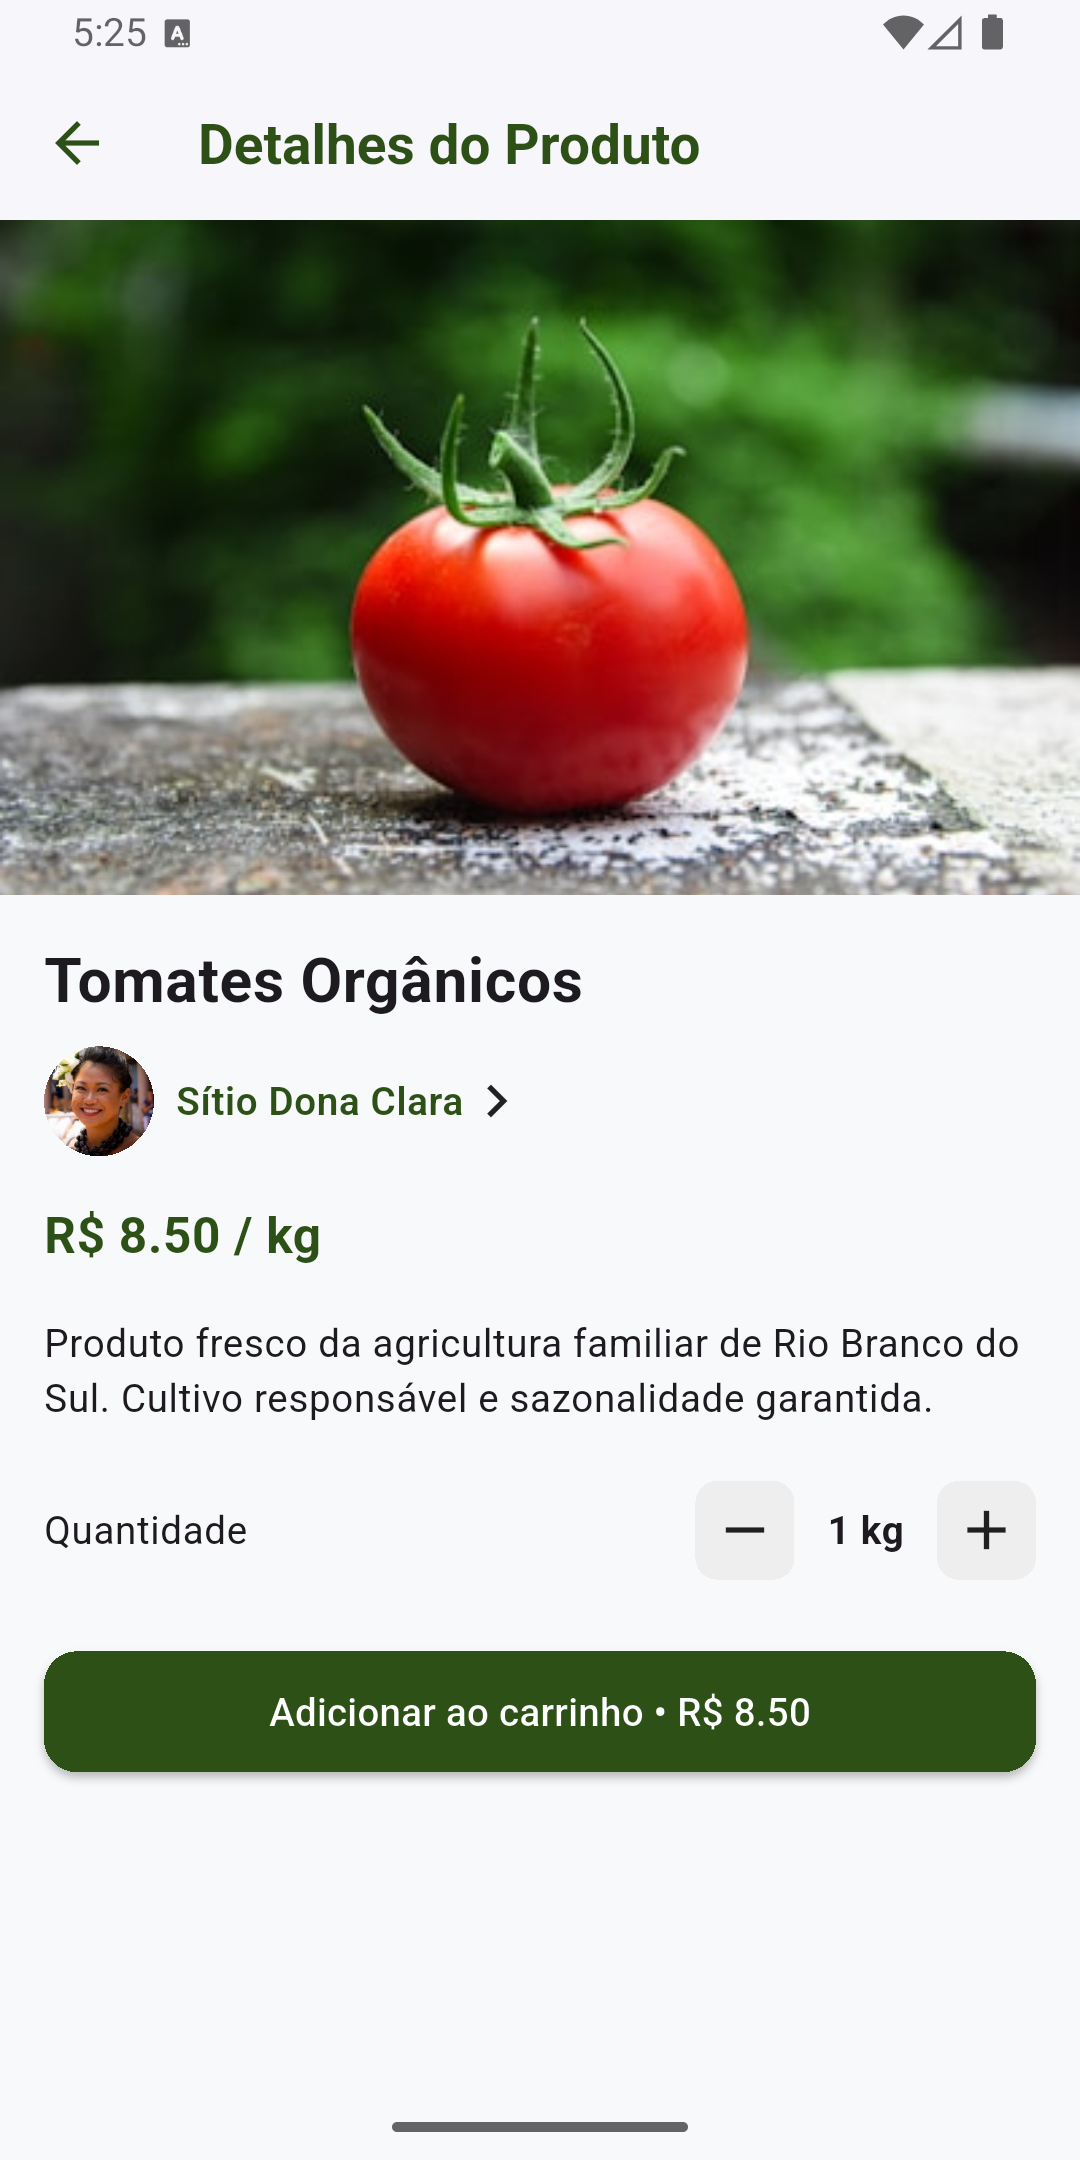 5:25
Detalhes do Produto
Tomates Orgânicos
Sítio Dona Clara
R$ 8.50 / kg
Produto fresco da agricultura familiar de Rio Branco do
Sul. Cultivo responsável e sazonalidade garantida.
Quantidade 1 kg
Adicionar ao carrinho • R$ 8.50